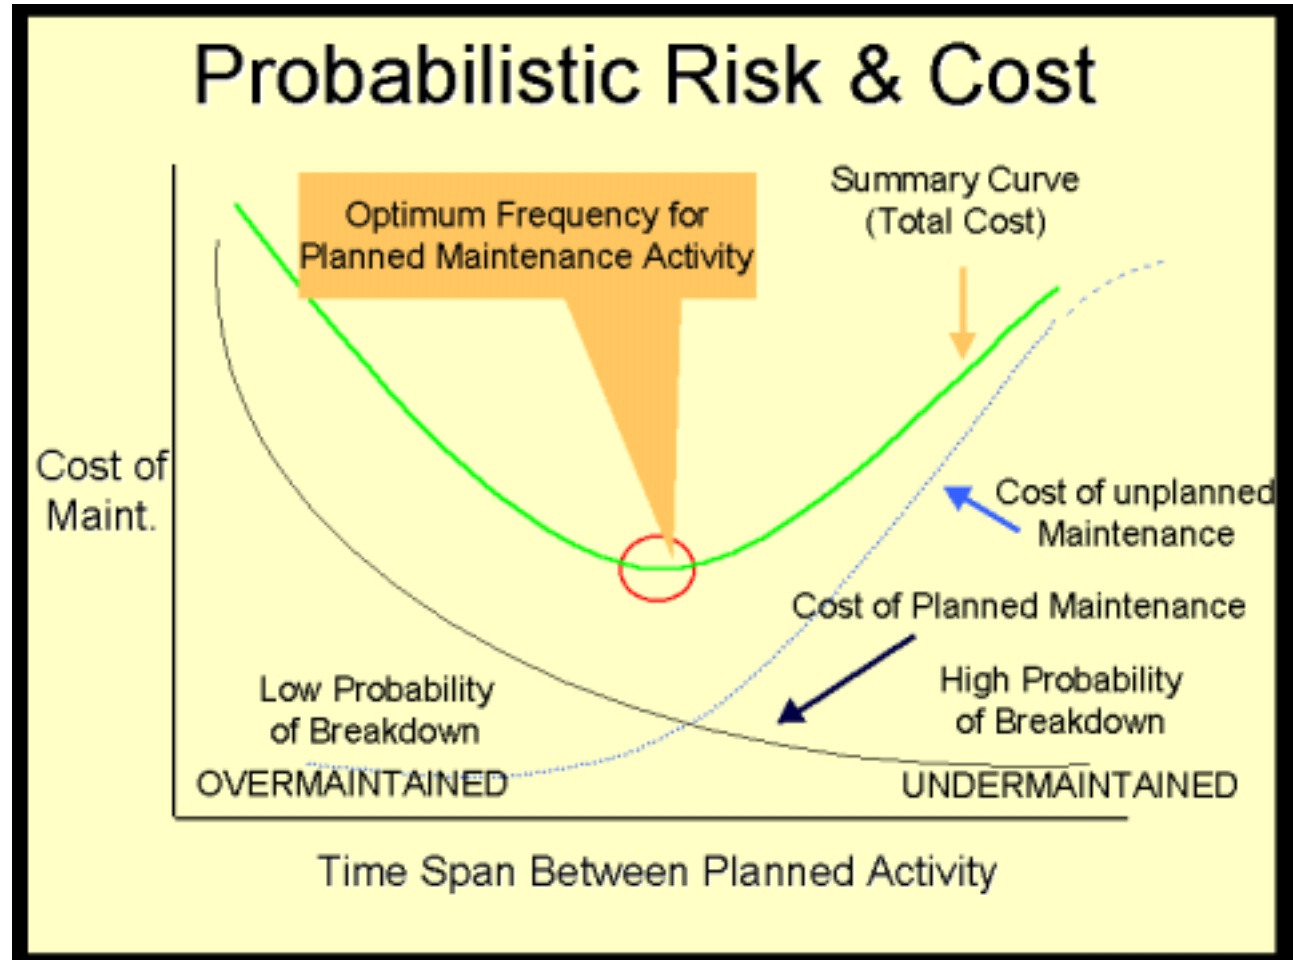 Probabilistic Risk & Cost
Optimum Frequency for
Planned Maintenance Activity
Summary Curve
(Total Cost)
Cost of
Maint.
Cost of unplanned
Maintenance
Cost of Planned Maintenance
Low Probability
of Breakdown
High Probability
of Breakdown
OVERMAINTAINED
UNDERMAINTAINED
Time Span Between Planned Activity